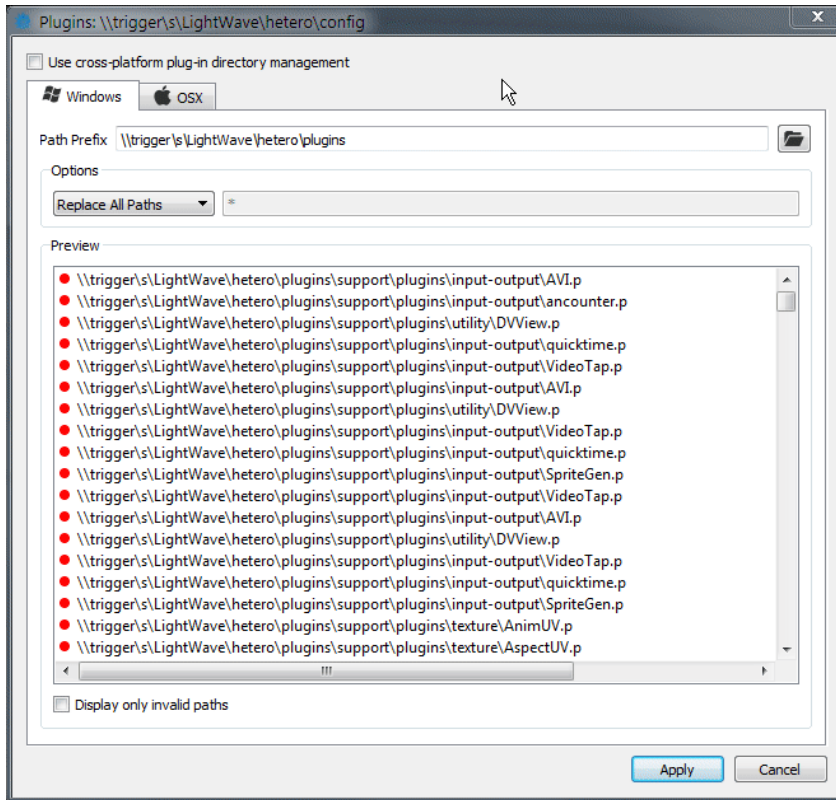 Plugins: \\trigger\s\LightWave\hetero\config
Use cross-platform plug-in directory management
Windows
OSX
Path Prefix \\trigger\s\LightWave\hetero\plugins
Options
Replace All Paths *
Preview
\\trigger\s\LightWave\hetero\plugins\support\plugins\input-output\AVI.p
\\trigger\s\LightWave\hetero\plugins\support\plugins\input-output\ancounter.p
\\trigger\s\LightWave\hetero\plugins\support\plugins\utility\DVView.p
\\trigger\s\LightWave\hetero\plugins\support\plugins\input-output\quicktime.p
\\trigger\s\LightWave\hetero\plugins\support\plugins\input-output\VideoTap.p
\\trigger\s\LightWave\hetero\plugins\support\plugins\input-output\AVI.p
\\trigger\s\LightWave\hetero\plugins\support\plugins\utility\DVView.p
\\trigger\s\LightWave\hetero\plugins\support\plugins\input-output\VideoTap.p
\\trigger\s\LightWave\hetero\plugins\support\plugins\input-output\quicktime.p
\\trigger\s\LightWave\hetero\plugins\support\plugins\input-output\SpriteGen.p
\\trigger\s\LightWave\hetero\plugins\support\plugins\input-output\VideoTap.p
\\trigger\s\LightWave\hetero\plugins\support\plugins\input-output\AVI.p
\\trigger\s\LightWave\hetero\plugins\support\plugins\utility\DVView.p
\\trigger\s\LightWave\hetero\plugins\support\plugins\input-output\VideoTap.p
\\trigger\s\LightWave\hetero\plugins\support\plugins\input-output\quicktime.p
\\trigger\s\LightWave\hetero\plugins\support\plugins\input-output\SpriteGen.p
\\trigger\s\LightWave\hetero\plugins\support\plugins\texture\AnimUV.p
\\trigger\s\LightWave\hetero\plugins\support\plugins\texture\AspectUV.p
Display only invalid paths
Apply
Cancel